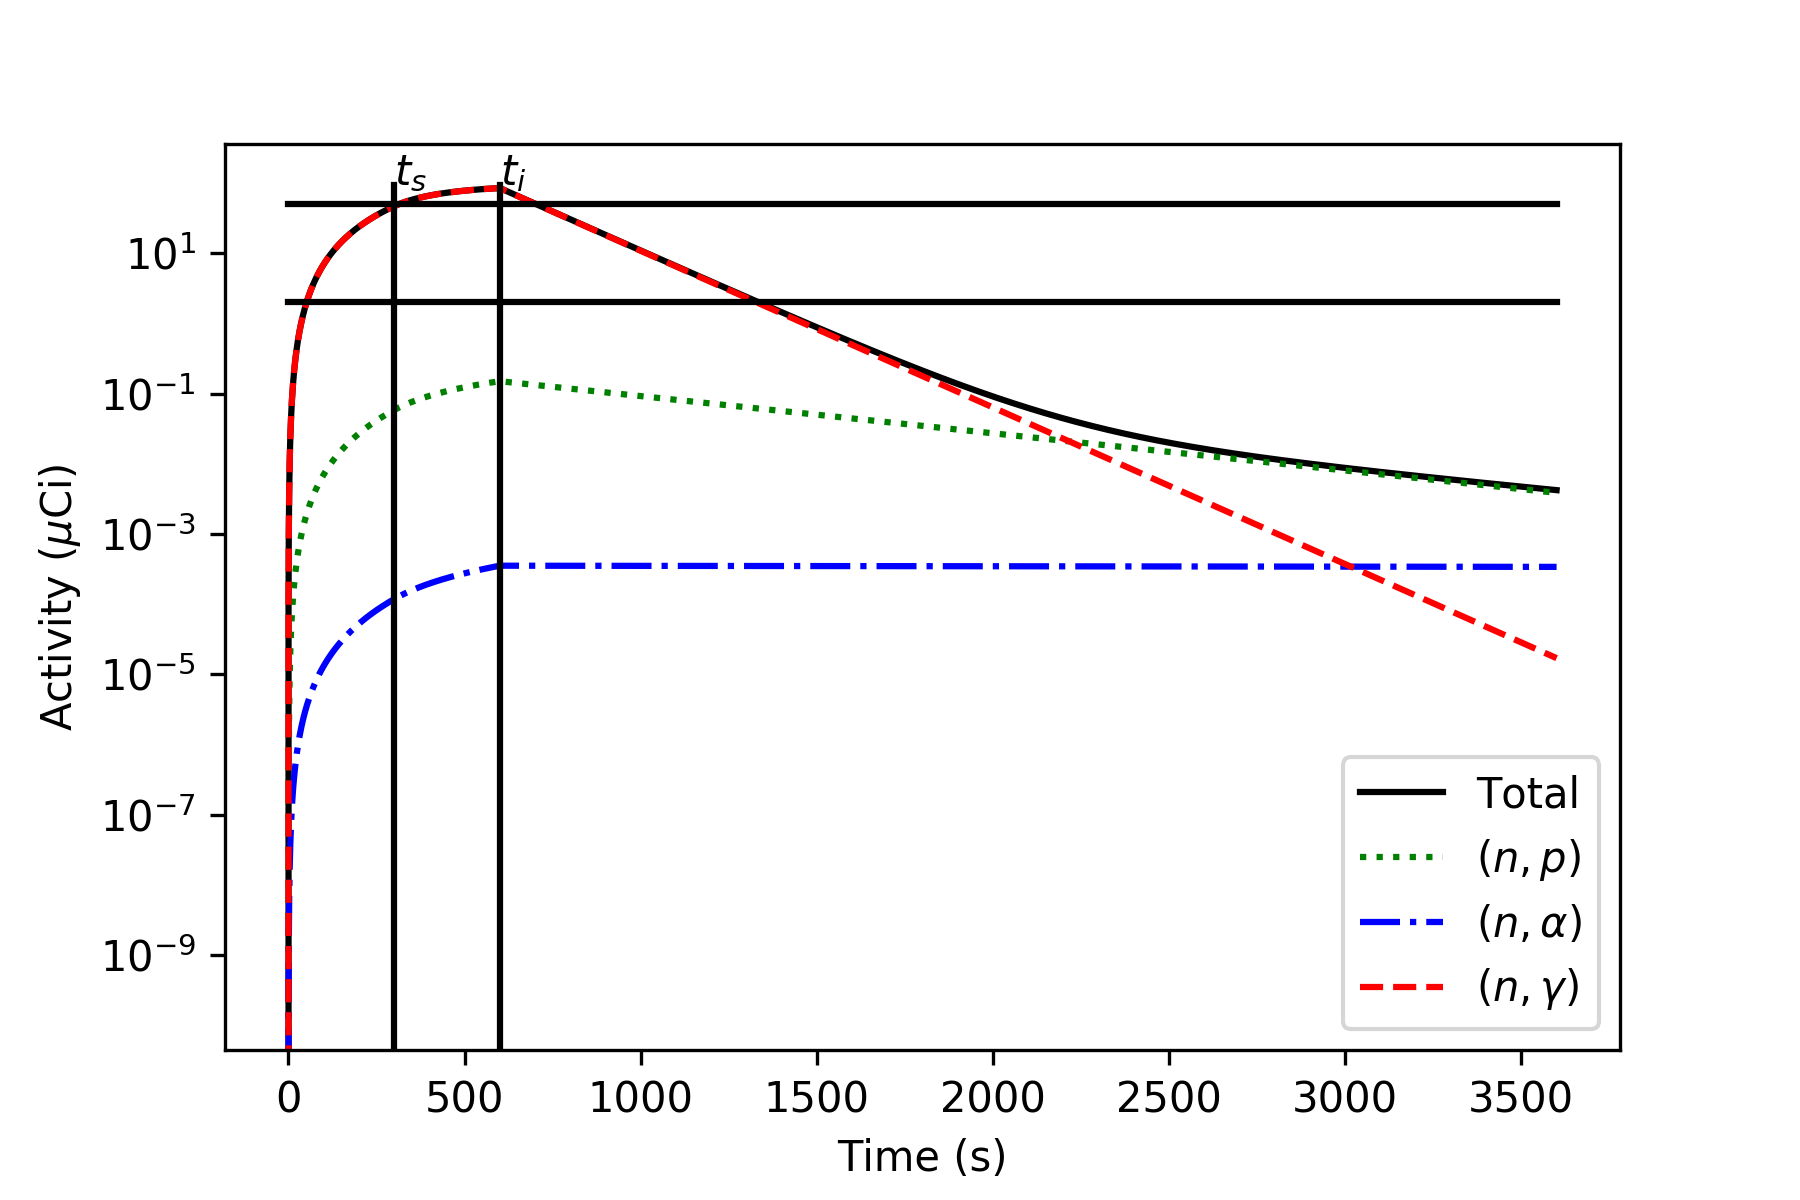 t_s t_i
10^1
10^−1
10^−3
10^−5
10^−7
10^−9
Activity (μCi)
Total
(n, p)
(n, α)
(n, γ)
0 500 1000 1500 2000 2500 3000 3500
Time (s)